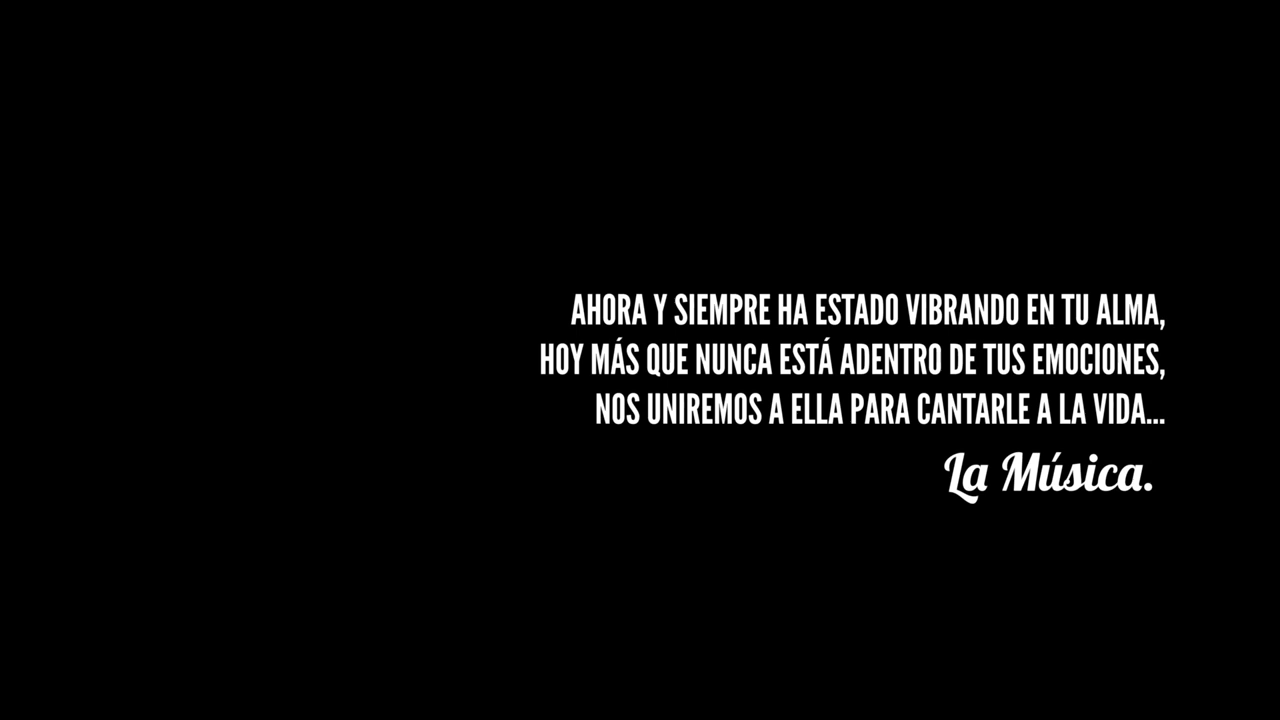 AHORA Y SIEMPRE HA ESTADO VIBRANDO EN TU ALMA,
HOY MÁS QUE NUNCA ESTÁ ADENTRO DE TUS EMOCIONES,
NOS UNIREMOS A ELLA PARA CANTARLE A LA VIDA...
La Música.